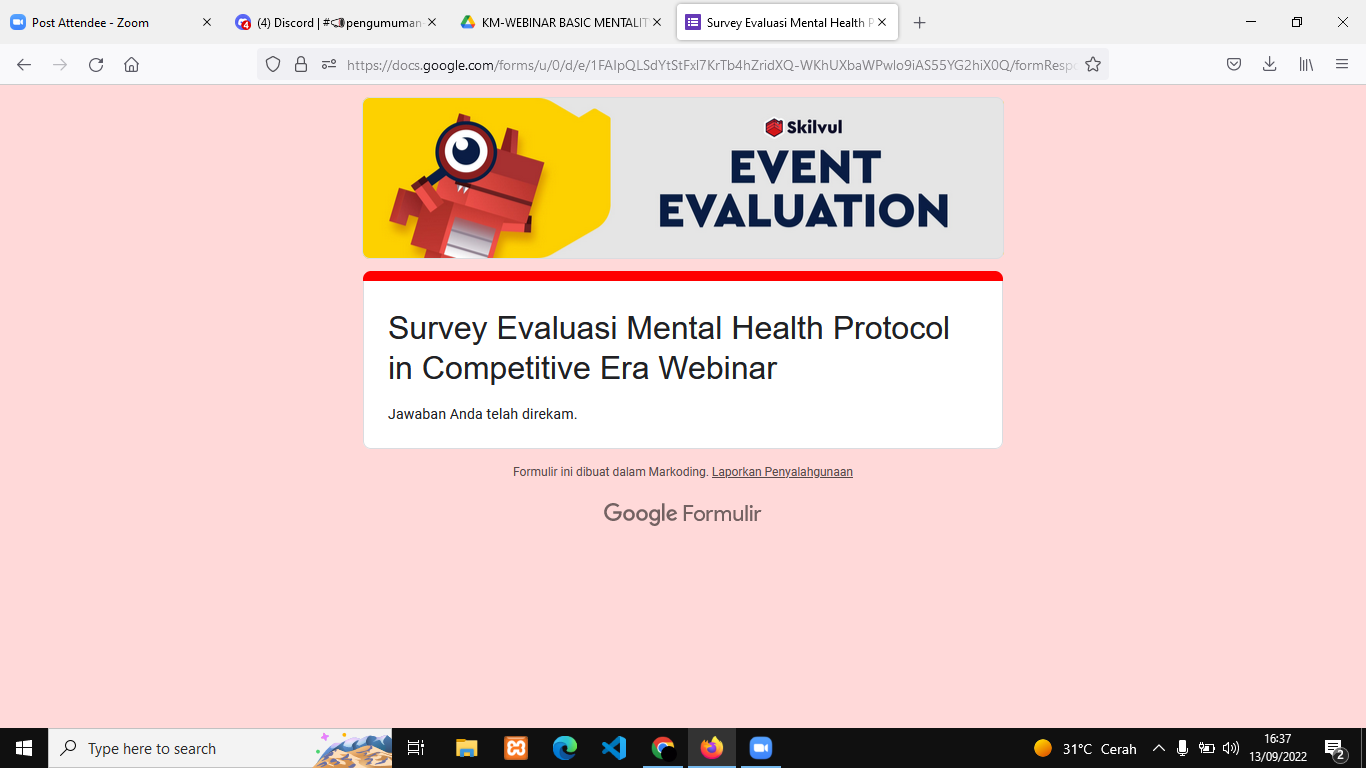 Post Attendee - Zoom
(4) Discord | #📢pengumuman
KM-WEBINAR BASIC MENTALIT
Survey Evaluasi Mental Health P
https://docs.google.com/forms/u/0/d/e/1FAIpQLSdYtStFxl7KrTb4hZridXQ-WKhUXbaWPwlo9iAS55YG2hiX0Q/formRespo
Skilvul
EVENT
EVALUATION
Survey Evaluasi Mental Health Protocol
in Competitive Era Webinar
Jawaban Anda telah direkam.
Formulir ini dibuat dalam Markoding. Laporkan Penyalahgunaan
Google Formulir
Type here to search
31°C Cerah
16:37
13/09/2022
2